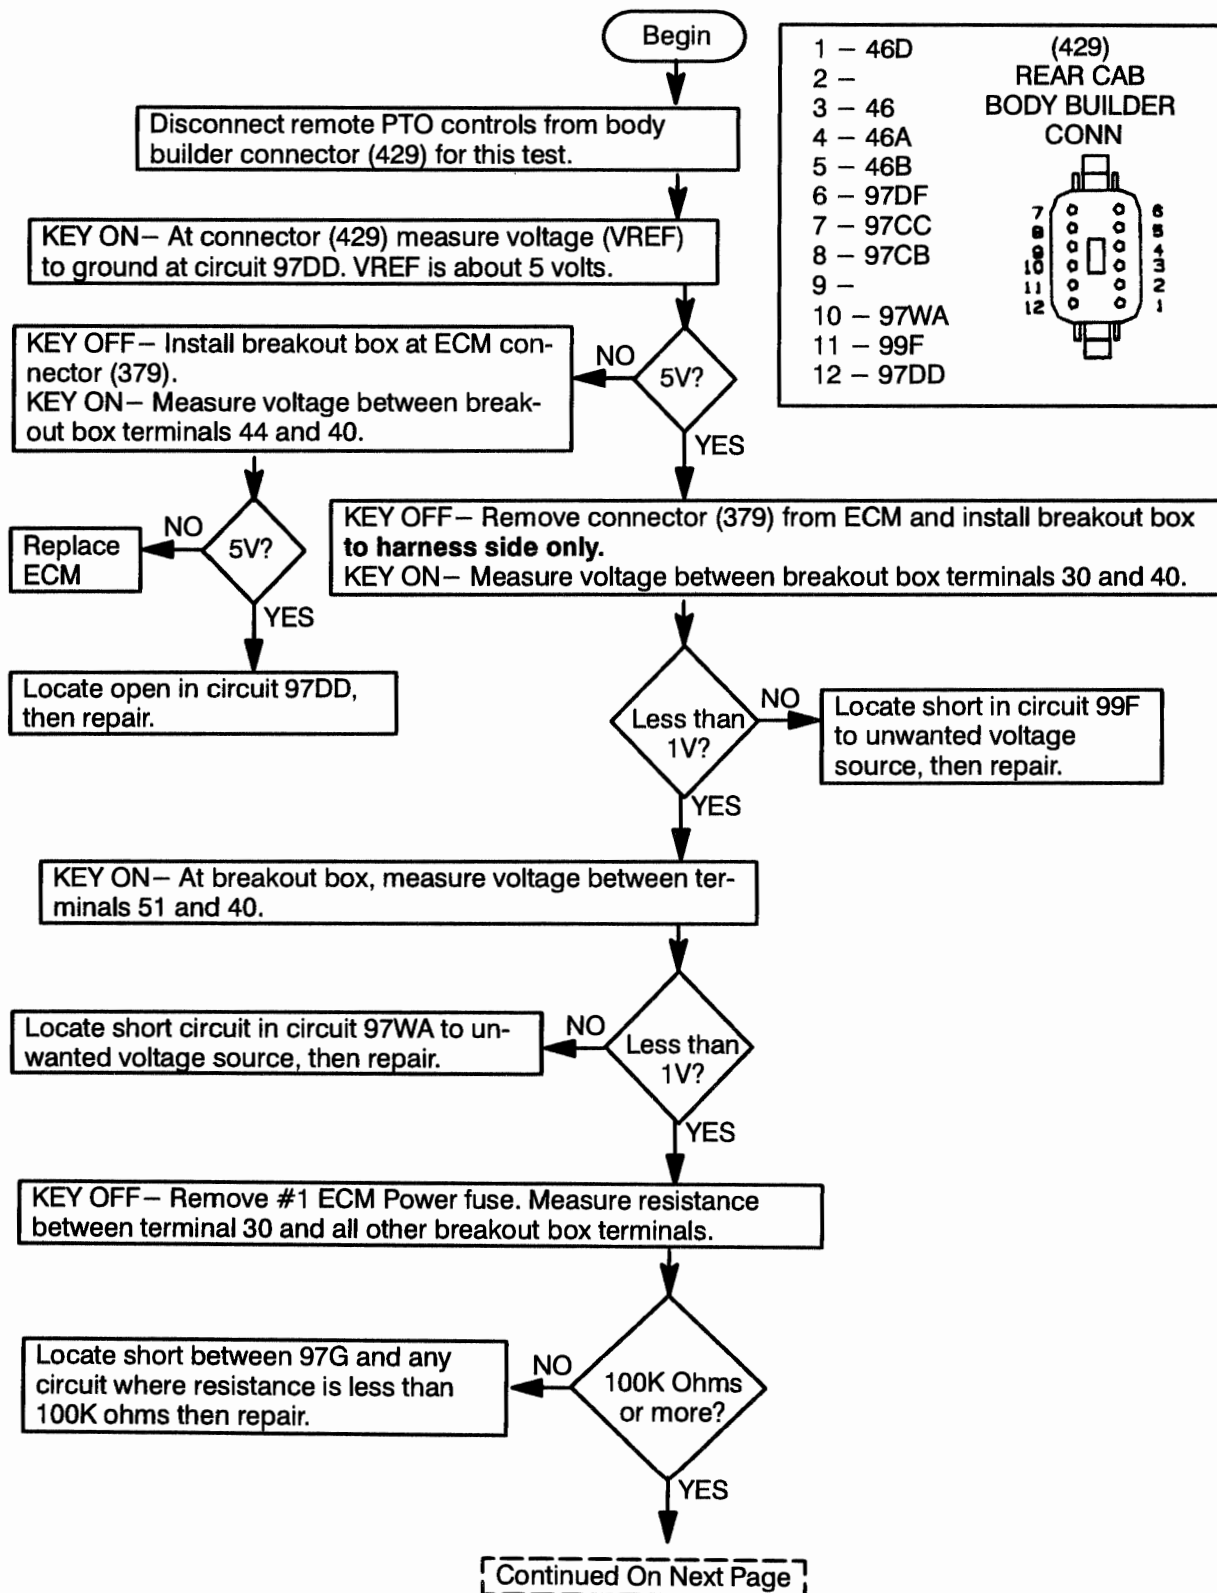 Begin
1 – 46D
2 –
3 – 46
4 – 46A
5 – 46B
6 – 97DF
7 – 97CC
8 – 97CB
9 –
10 – 97WA
11 – 99F
12 – 97DD
(429)
REAR CAB
BODY BUILDER
CONN
7 6
8 5
9 4
10 3
11 2
12 1
Disconnect remote PTO controls from body
builder connector (429) for this test.
KEY ON– At connector (429) measure voltage (VREF)
to ground at circuit 97DD. VREF is about 5 volts.
5V?
NO
YES
KEY OFF– Install breakout box at ECM con-
nector (379).
KEY ON– Measure voltage between break-
out box terminals 44 and 40.
5V?
NO
Replace
ECM
YES
Locate open in circuit 97DD,
then repair.
KEY OFF– Remove connector (379) from ECM and install breakout box
to harness side only.
KEY ON– Measure voltage between breakout box terminals 30 and 40.
Less than
1V?
NO
Locate short in circuit 99F
to unwanted voltage
source, then repair.
YES
KEY ON– At breakout box, measure voltage between ter-
minals 51 and 40.
Less than
1V?
NO
Locate short circuit in circuit 97WA to un-
wanted voltage source, then repair.
YES
KEY OFF– Remove #1 ECM Power fuse. Measure resistance
between terminal 30 and all other breakout box terminals.
100K Ohms
or more?
NO
Locate short between 97G and any
circuit where resistance is less than
100K ohms then repair.
YES
Continued On Next Page